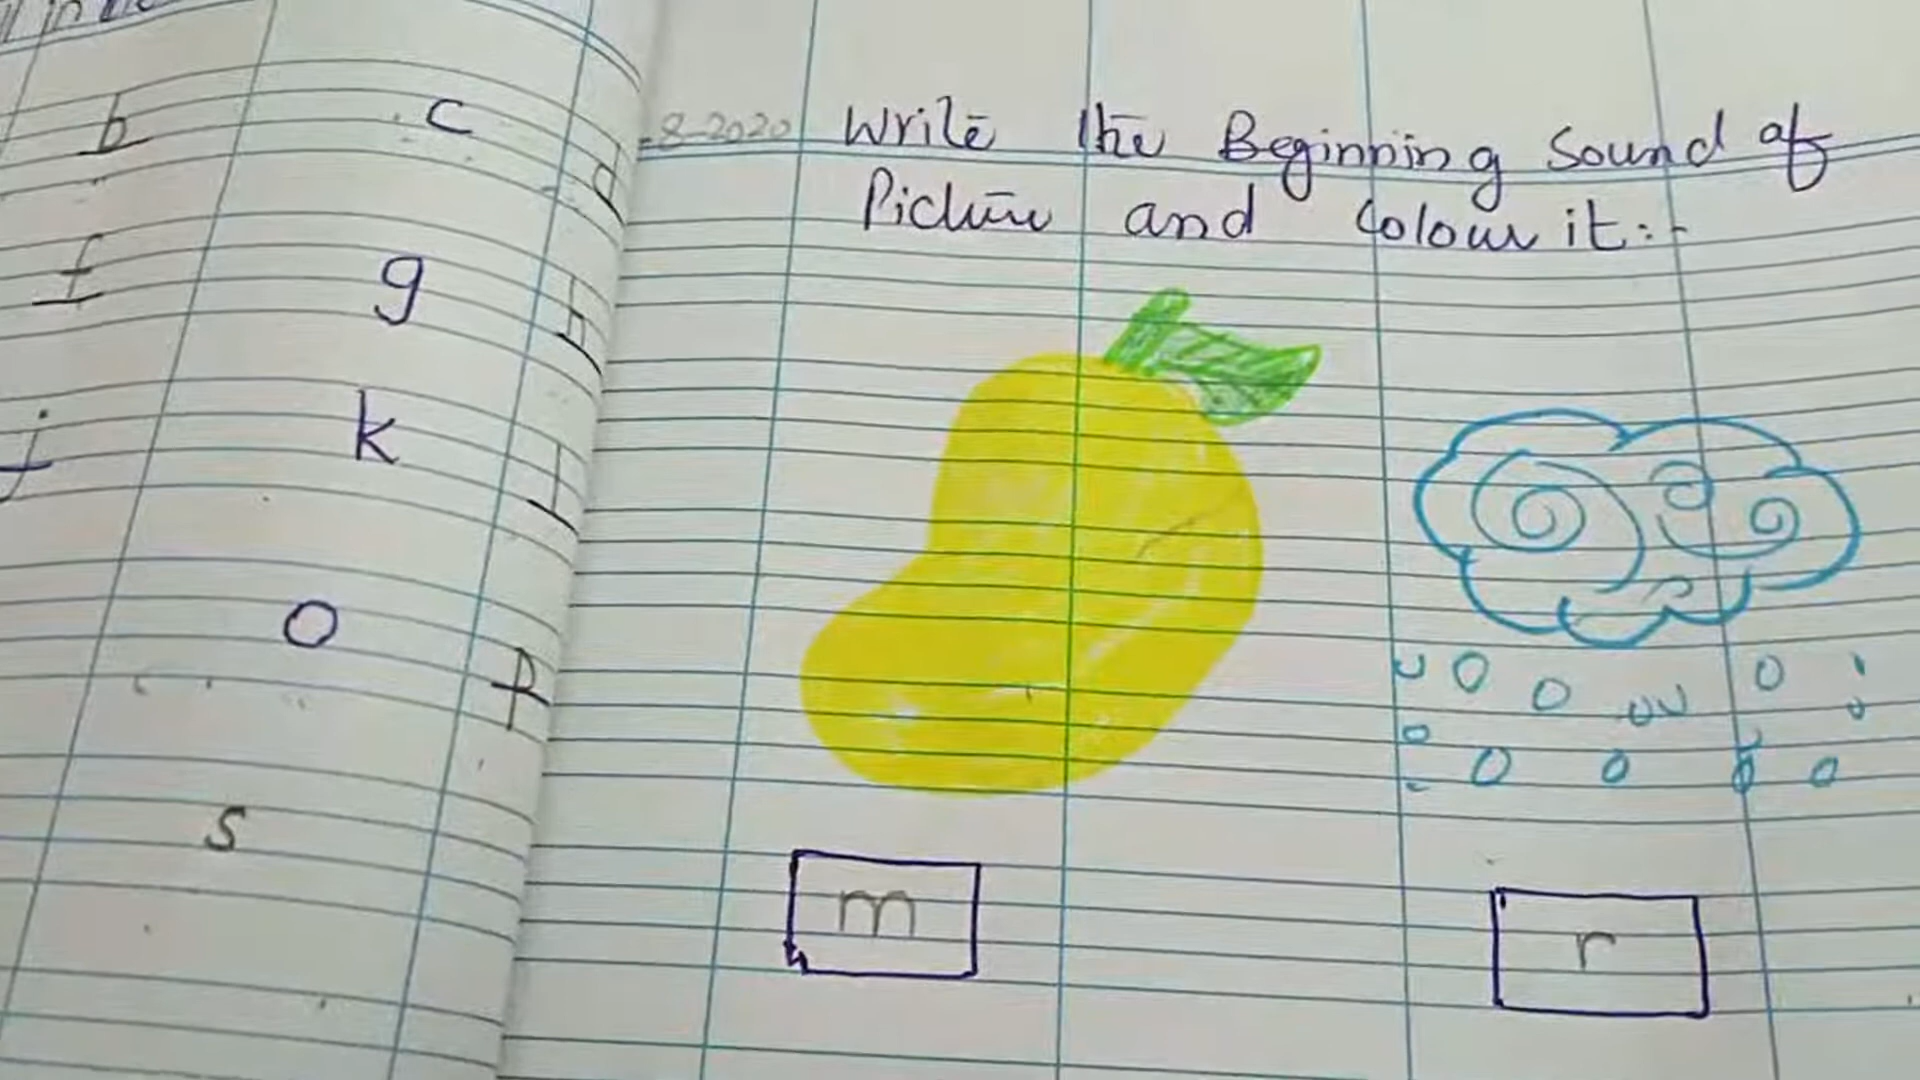 b c d
f g h
j k l
o p
s
-8-2020 Write the Beginning Sound of
Picture and Colour it:-
m r